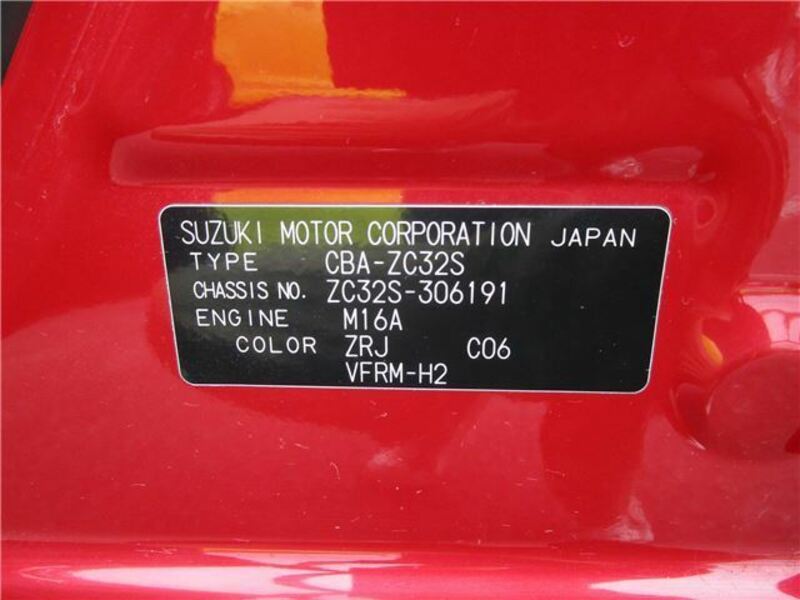 SUZUKI MOTOR CORPORATION JAPAN
TYPE CBA-ZC32S
CHASSIS NO. ZC32S-306191
ENGINE M16A
COLOR ZRJ C06
VFRM-H2